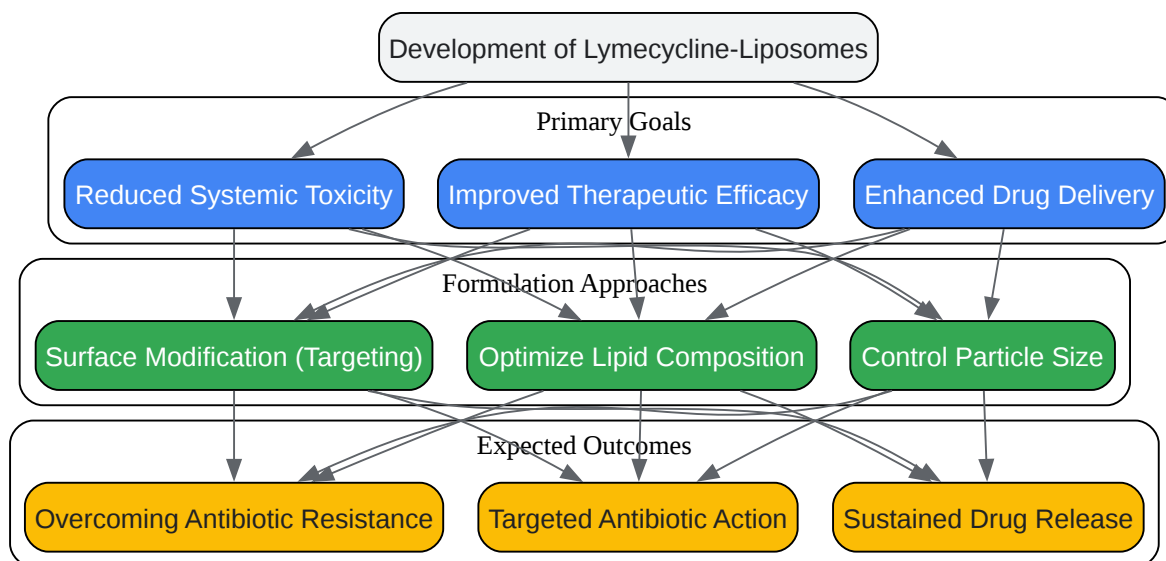 Development of Lymecycline-Liposomes
Primary Goals
Reduced Systemic Toxicity
Improved Therapeutic Efficacy
Enhanced Drug Delivery
Formulation Approaches
Surface Modification (Targeting)
Optimize Lipid Composition
Control Particle Size
Expected Outcomes
Overcoming Antibiotic Resistance
Targeted Antibiotic Action
Sustained Drug Release